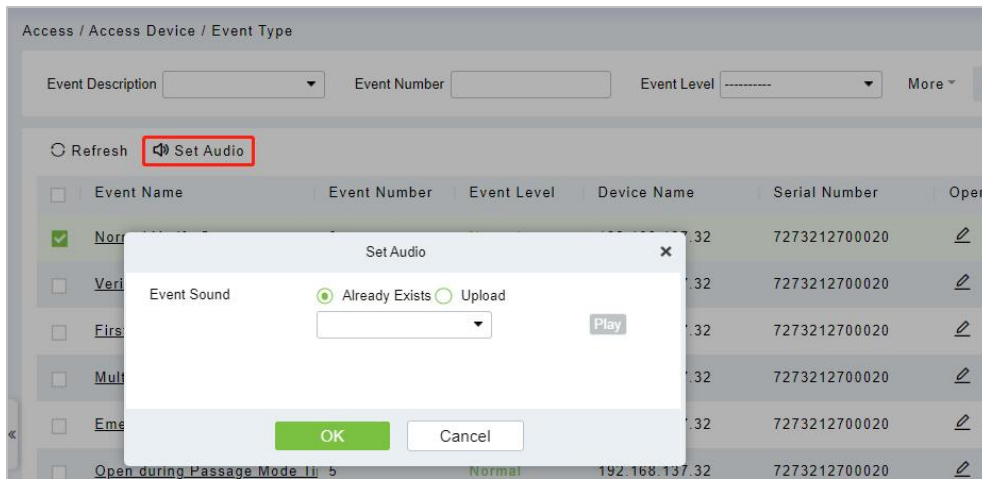 Access / Access Device / Event Type
Event Description Event Number Event Level ---------- More
Refresh Set Audio
Event Name Event Number Event Level Device Name Serial Number
7273212700020
Set Audio
.32 7273212700020
Event Sound Already Exists Upload
Play
.32 7273212700020
.32 7273212700020
.32 7273212700020
OK Cancel
Open during Passage Mode 5 Normal 192.168.137.32 7273212700020